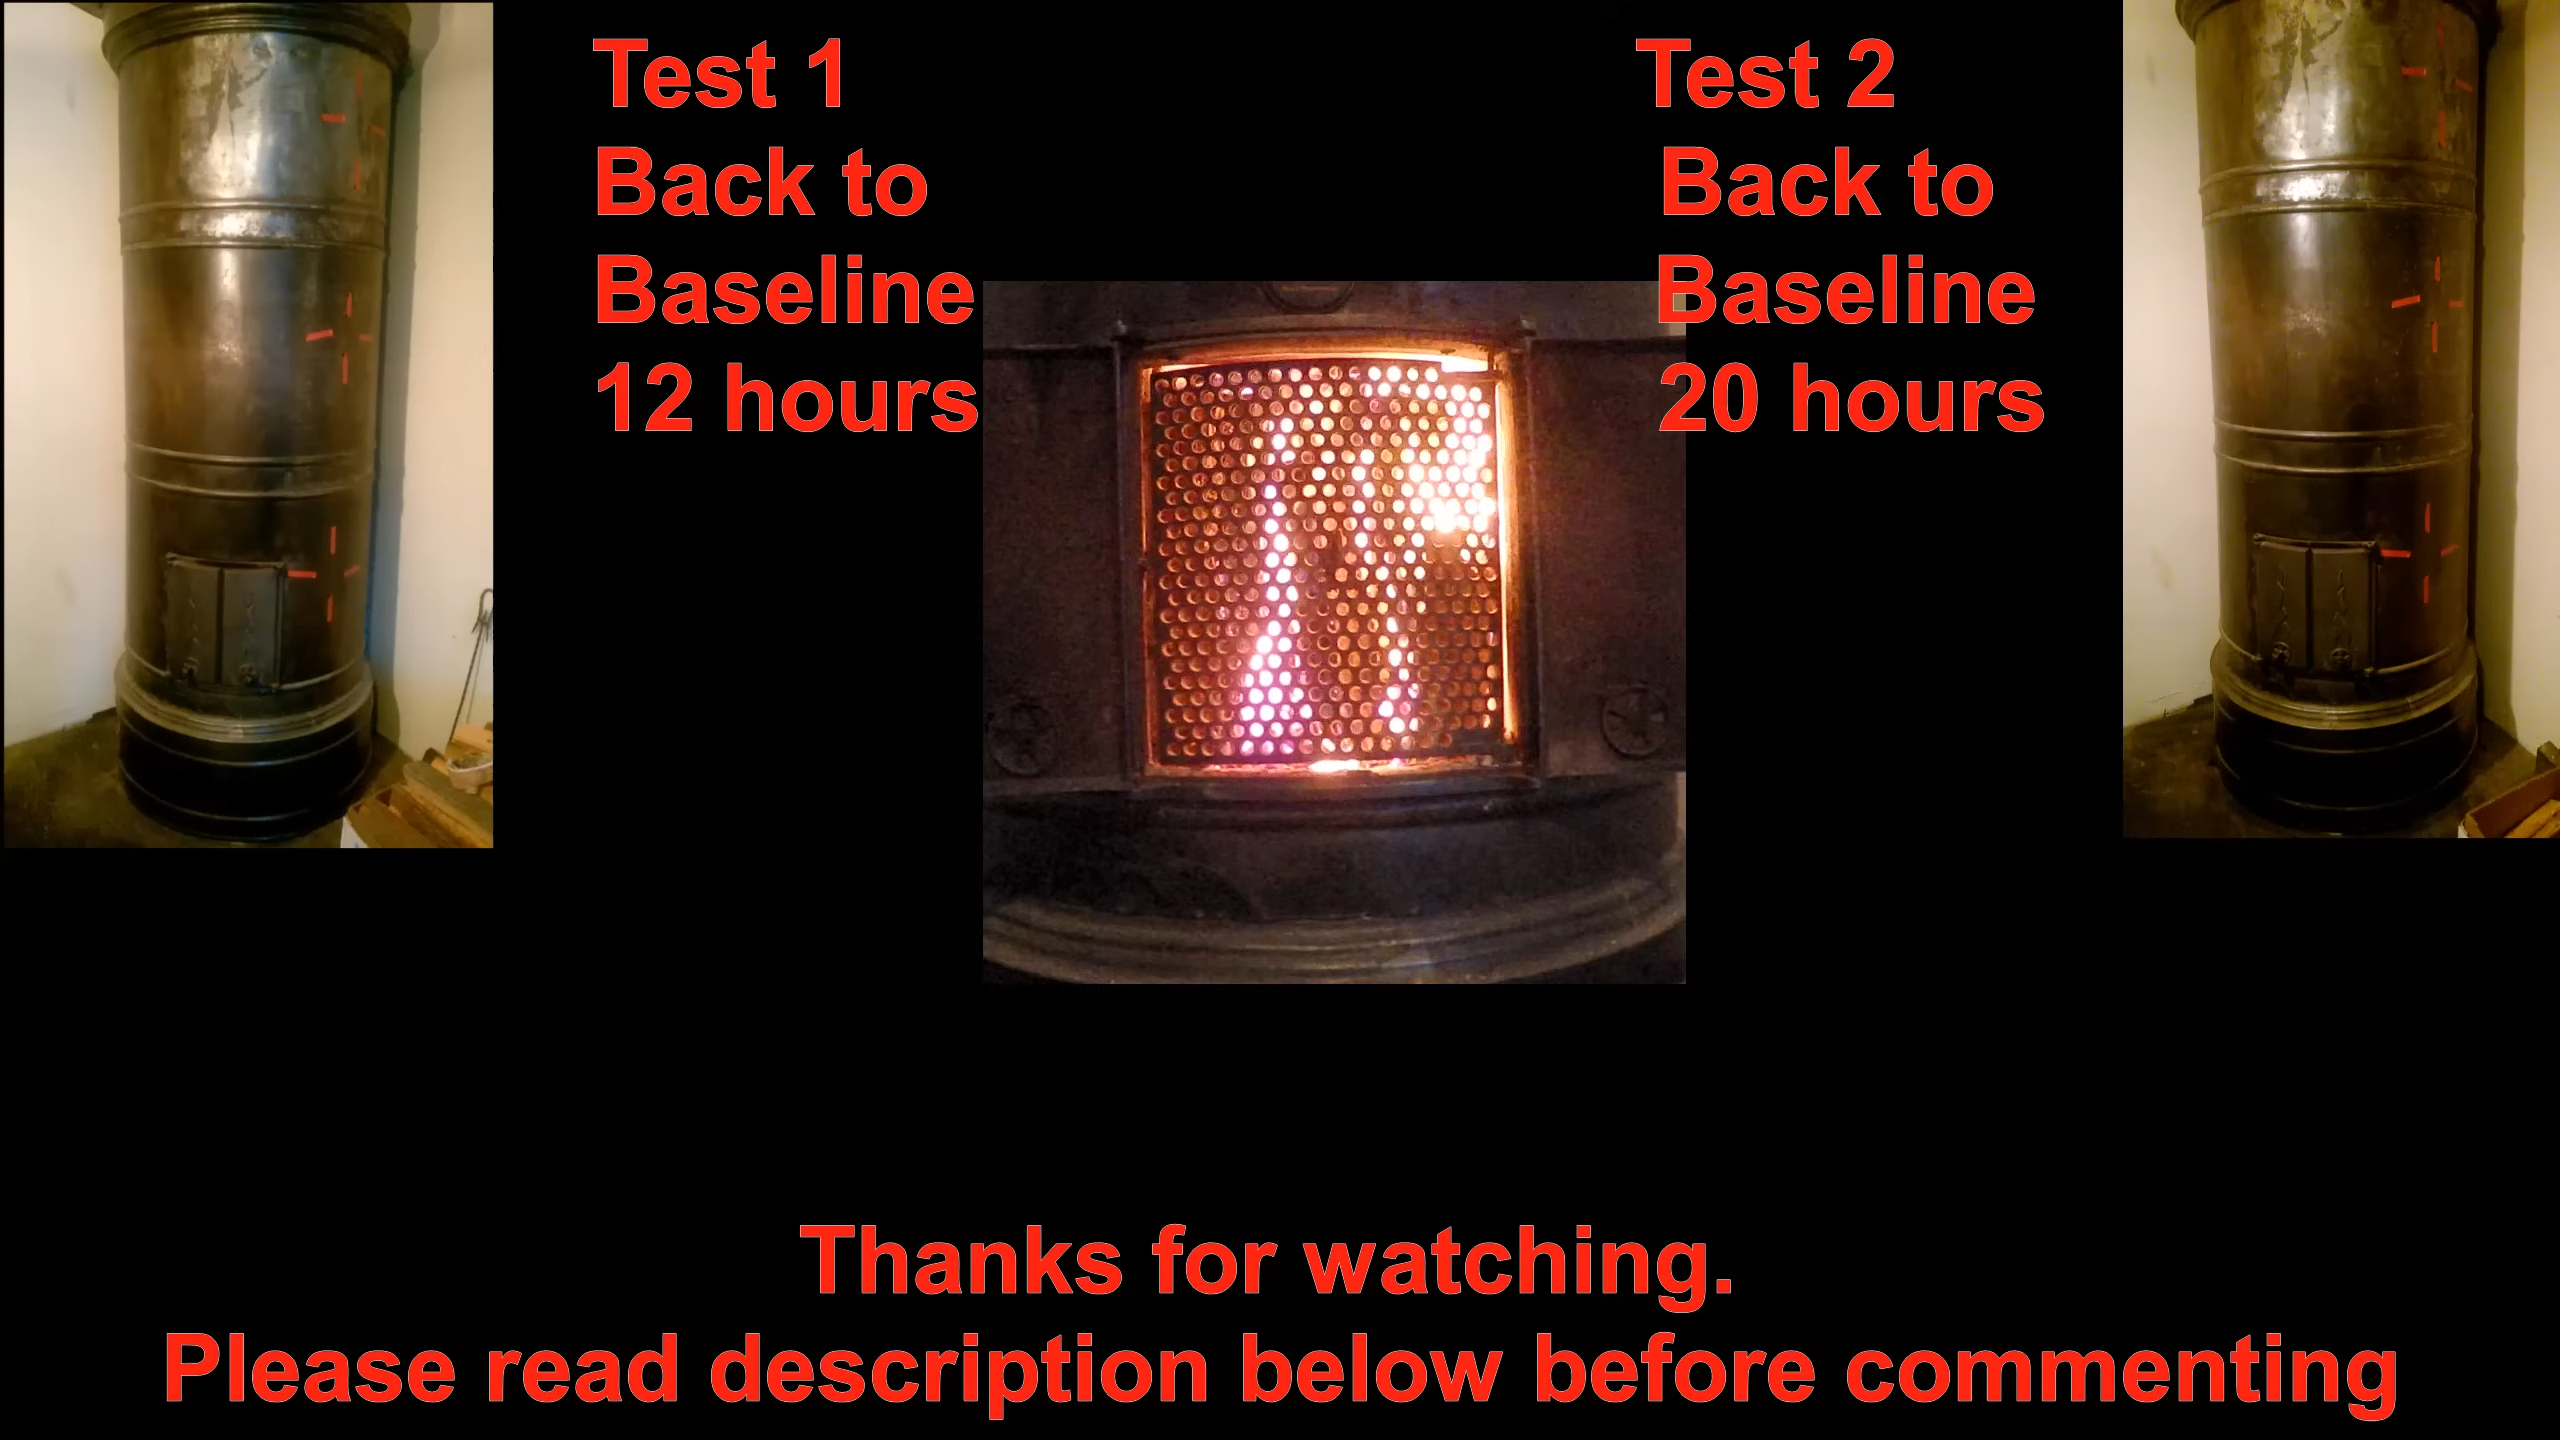 Test 1
Back to
Baseline
12 hours
Test 2
Back to
Baseline
20 hours
Thanks for watching.
Please read description below before commenting